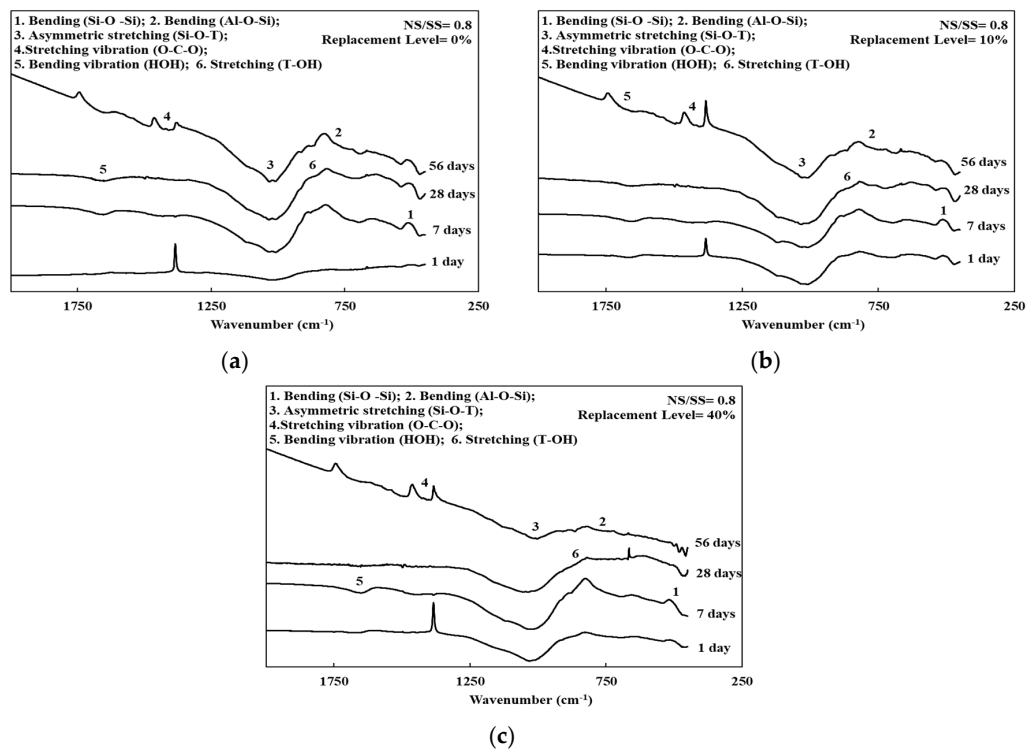 1. Bending (Si-O -Si); 2. Bending (Al-O-Si);
3. Asymmetric stretching (Si-O-T);
4.Stretching vibration (O-C-O);
5. Bending vibration (HOH); 6. Stretching (T-OH)
NS/SS= 0.8
Replacement Level= 0%
4
2
3
6
5
1
56 days
28 days
7 days
1 day
1750
1250
750
250
Wavenumber (cm-1)
(a)
1. Bending (Si-O -Si); 2. Bending (Al-O-Si);
3. Asymmetric stretching (Si-O-T);
4.Stretching vibration (O-C-O);
5. Bending vibration (HOH); 6. Stretching (T-OH)
NS/SS= 0.8
Replacement Level= 10%
5
4
2
3
6
1
56 days
28 days
7 days
1 day
1750
1250
750
250
Wavenumber (cm-1)
(b)
1. Bending (Si-O -Si); 2. Bending (Al-O-Si);
3. Asymmetric stretching (Si-O-T);
4.Stretching vibration (O-C-O);
5. Bending vibration (HOH); 6. Stretching (T-OH)
NS/SS= 0.8
Replacement Level= 40%
4
3
2
6
5
1
56 days
28 days
7 days
1 day
1750
1250
750
250
Wavenumber (cm-1)
(c)